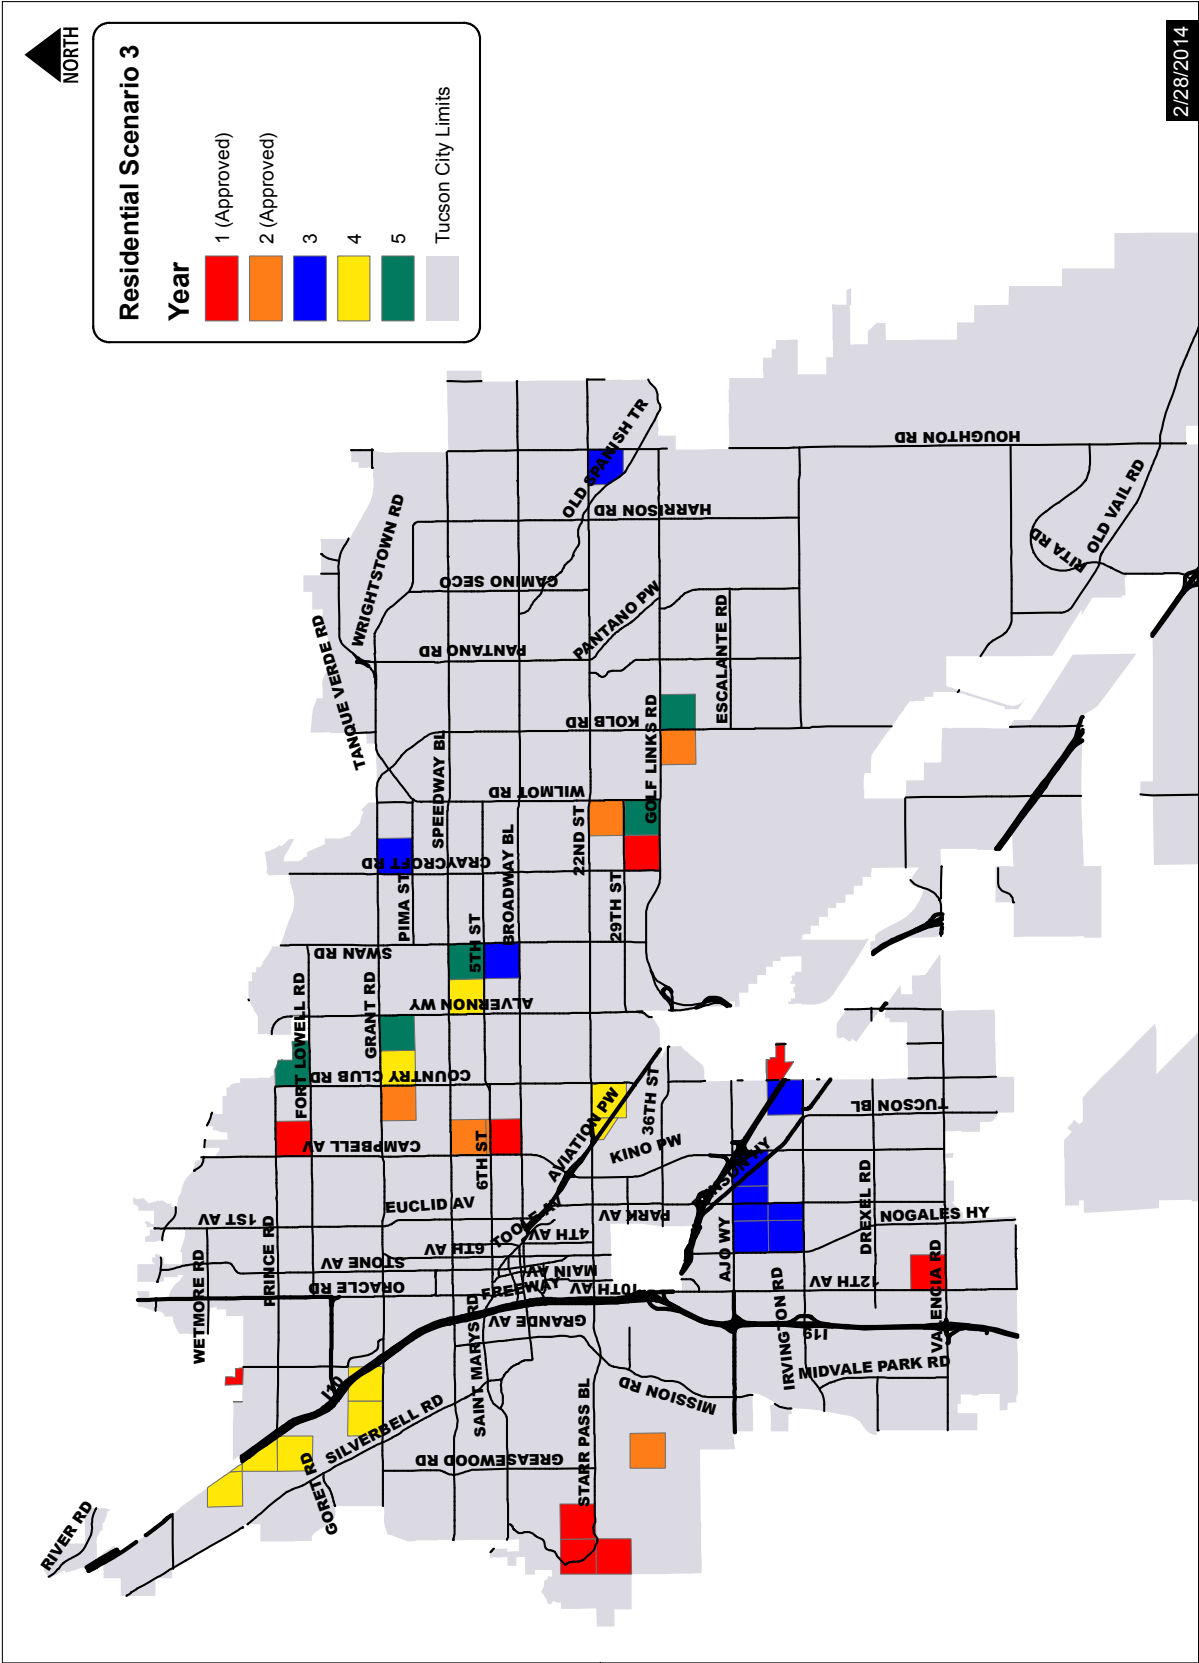 NORTH
Residential Scenario 3
Year
1 (Approved)
2 (Approved)
3
4
5
Tucson City Limits
2/28/2014
RIVER RD
WETMORE RD
PRINCE RD
FORT LOWELL RD
GRANT RD
PIMA ST
SPEEDWAY BL
5TH ST
6TH ST
BROADWAY BL
22ND ST
29TH ST
GOLF LINKS RD
ESCALANTE RD
36TH ST
AJO WY
IRVINGTON RD
DREXEL RD
VALENCIA RD
TANQUE VERDE RD
WRIGHTSTOWN RD
OLD SPANISH TR
PANTANO PW
OLD VAIL RD
RITA RD
HOUGHTON RD
HARRISON RD
CAMINO SECO
PANTANO RD
KOLB RD
WILMOT RD
CRAYCROFT RD
SWAN RD
ALVERNON WY
COUNTRY CLUB RD
TUCSON BL
CAMPBELL AV
KINO PW
AVIATION PW
EUCLID AV
1ST AV
PARK AV
NOGALES HY
TOOLE AV
4TH AV
6TH AV
STONE AV
MAIN AV
ORACLE RD
FREEWAY
10TH AV
12TH AV
GRANDE AV
I19
I10
MIDVALE PARK RD
MISSION RD
SAINT MARYS RD
SILVERBELL RD
GREASEWOOD RD
GORET RD
STARR PASS BL